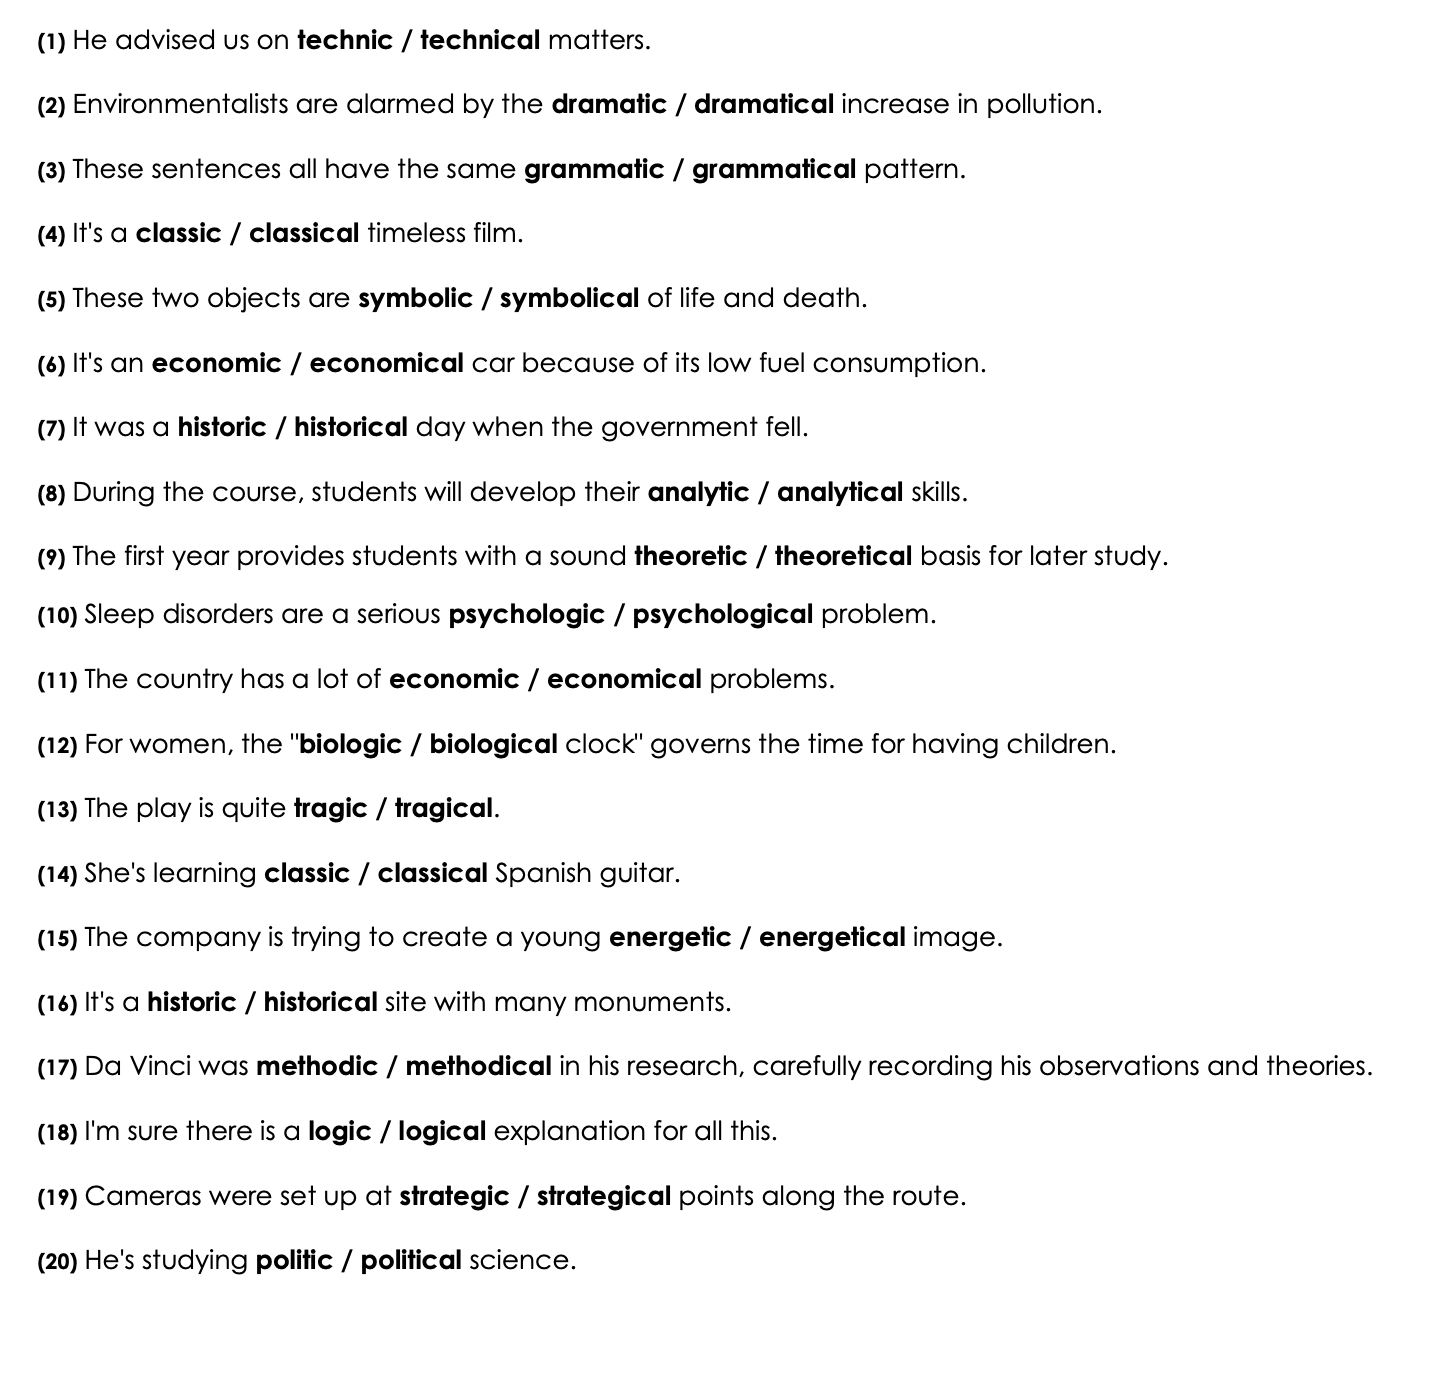 (1) He advised us on technic / technical matters.
(2) Environmentalists are alarmed by the dramatic / dramatical increase in pollution.
(3) These sentences all have the same grammatic / grammatical pattern.
(4) It's a classic / classical timeless film.
(5) These two objects are symbolic / symbolical of life and death.
(6) It's an economic / economical car because of its low fuel consumption.
(7) It was a historic / historical day when the government fell.
(8) During the course, students will develop their analytic / analytical skills.
(9) The first year provides students with a sound theoretic / theoretical basis for later study.
(10) Sleep disorders are a serious psychologic / psychological problem.
(11) The country has a lot of economic / economical problems.
(12) For women, the "biologic / biological clock" governs the time for having children.
(13) The play is quite tragic / tragical.
(14) She's learning classic / classical Spanish guitar.
(15) The company is trying to create a young energetic / energetical image.
(16) It's a historic / historical site with many monuments.
(17) Da Vinci was methodic / methodical in his research, carefully recording his observations and theories.
(18) I'm sure there is a logic / logical explanation for all this.
(19) Cameras were set up at strategic / strategical points along the route.
(20) He's studying politic / political science.